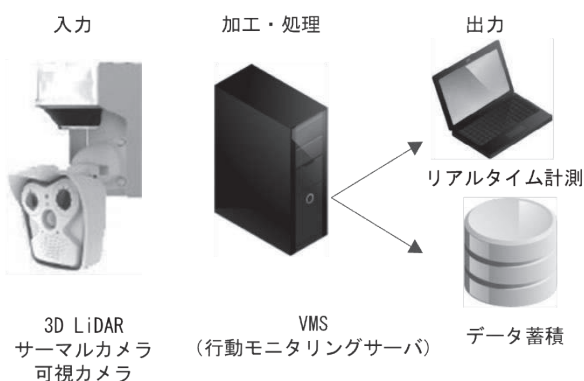 入力
加工・処理
出力
リアルタイム計測
3D LiDAR
サーマルカメラ
可視カメラ
VMS
(行動モニタリングサーバ)
データ蓄積